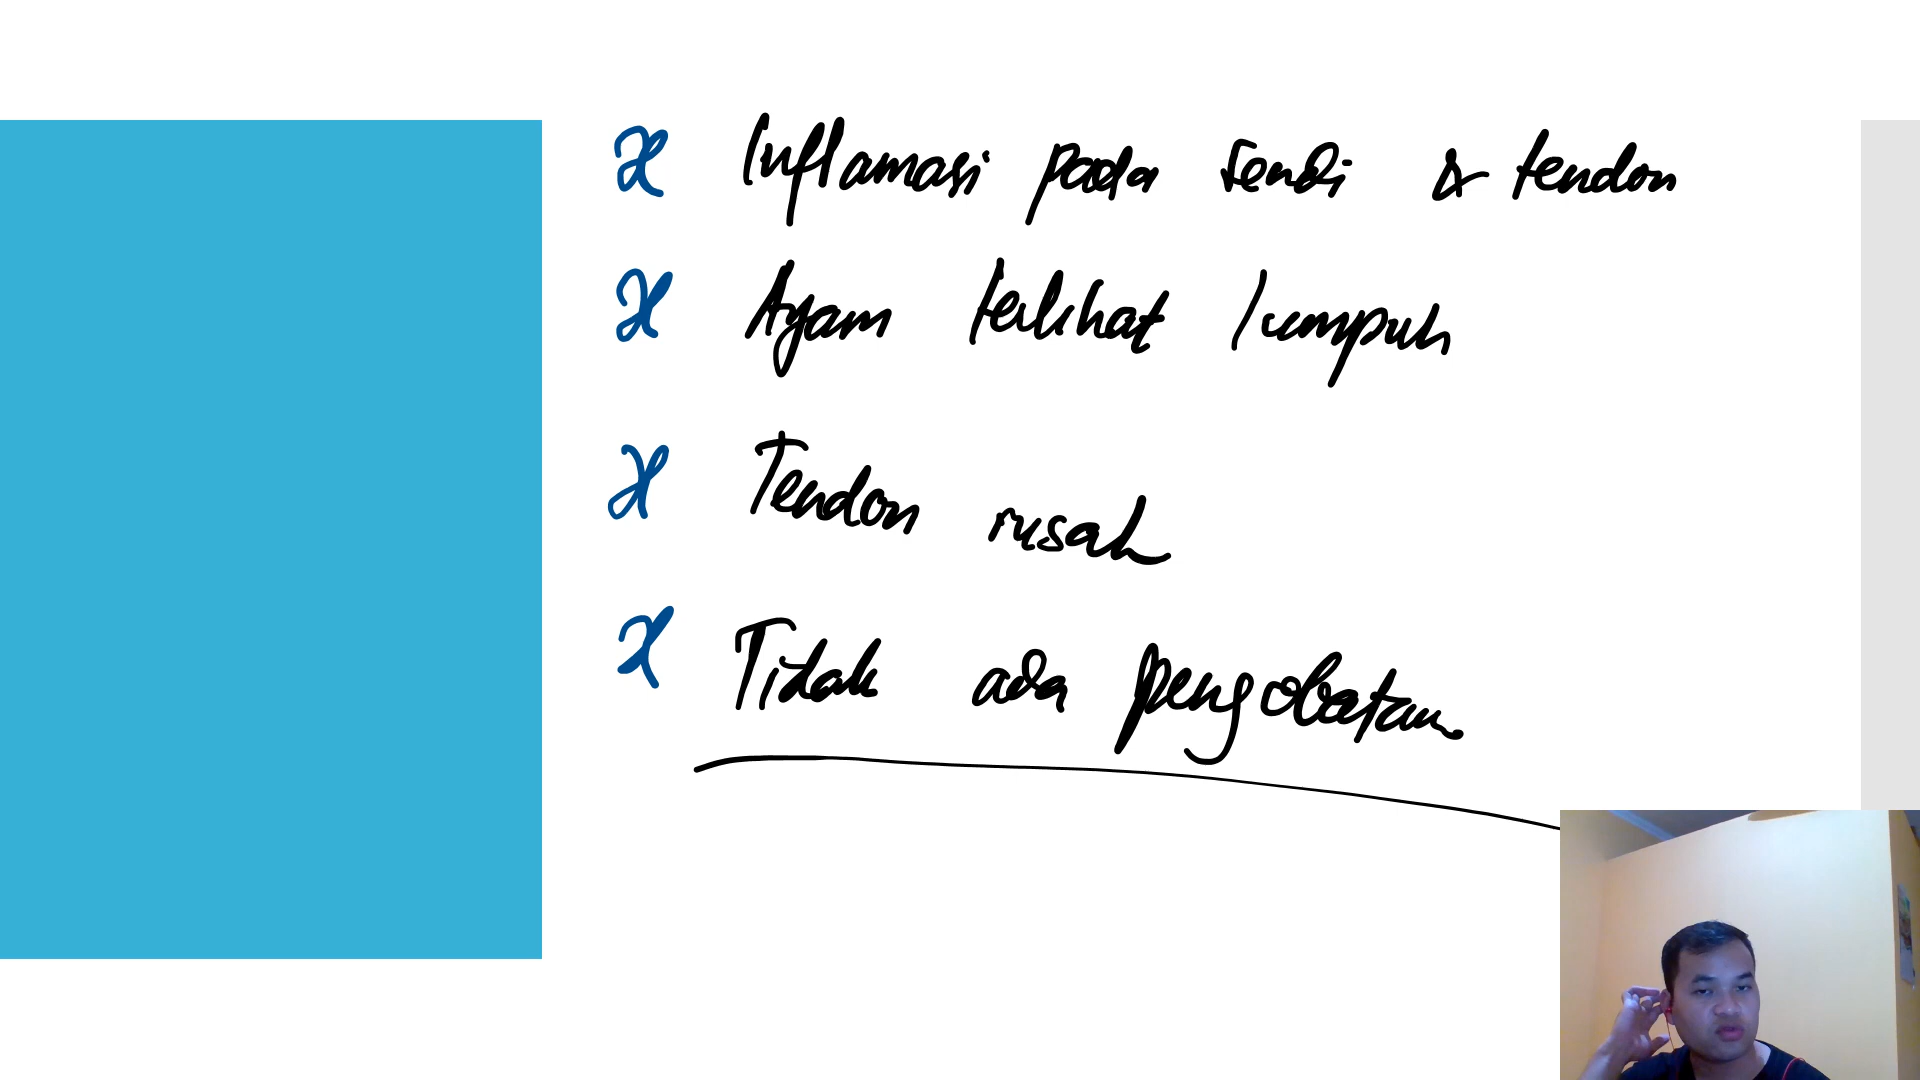 Inflamasi pada sendi & tendon
Ayam terlihat lumpuh
Tendon rusak
Tidak ada pengobatan